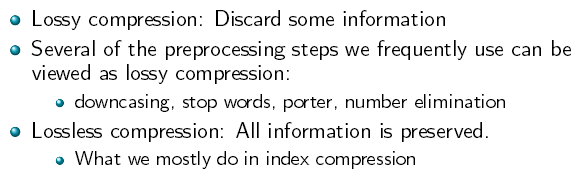 Lossy compression: Discard some information
Several of the preprocessing steps we frequently use can be
viewed as lossy compression:
downcasing, stop words, porter, number elimination
Lossless compression: All information is preserved.
What we mostly do in index compression